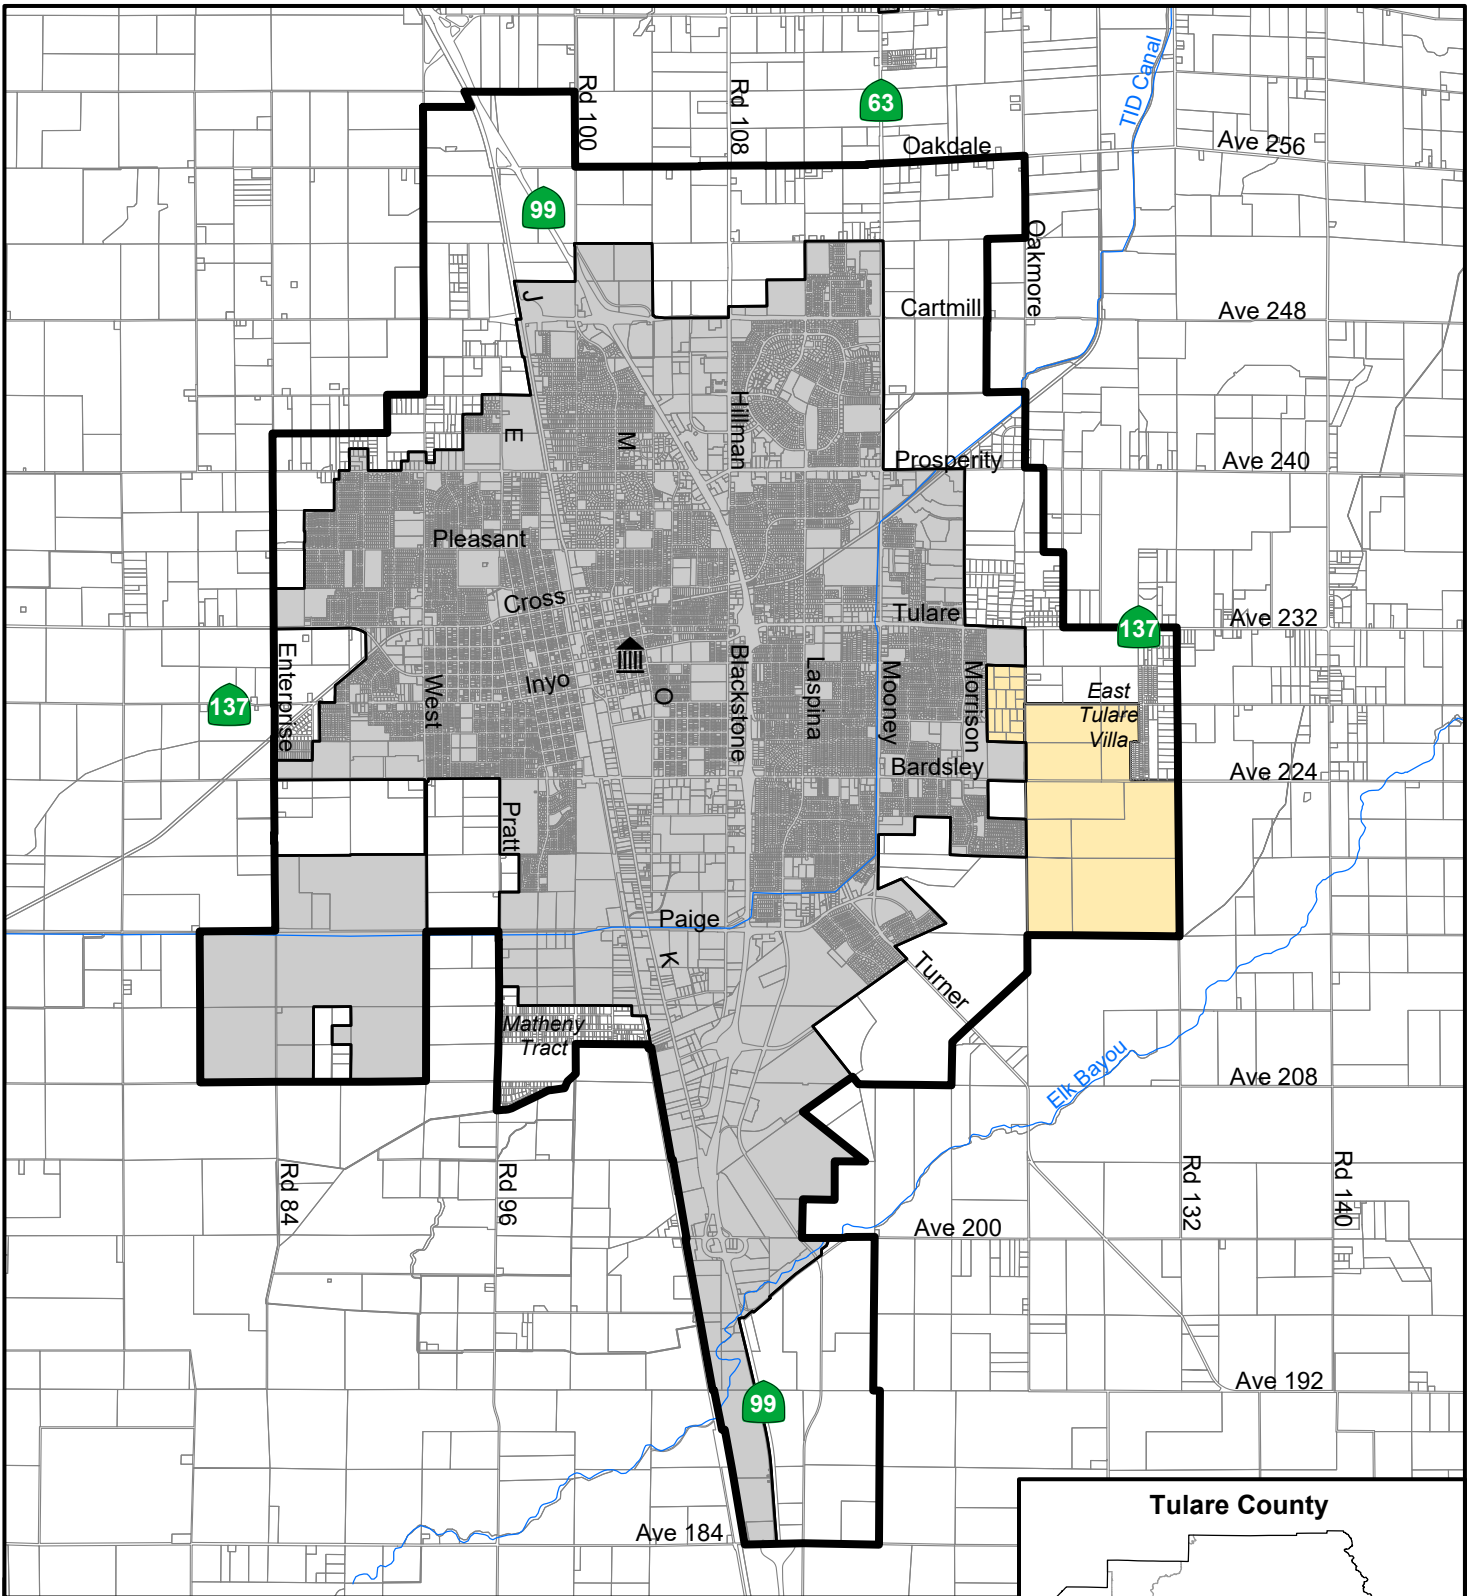 Rd 100
Rd 108
63
TID Canal
Oakdale
Ave 256
99
Oakmore
J
Cartmill
Ave 248
Hillman
E
M
Prosperity
Ave 240
Pleasant
Cross
Tulare
137
Ave 232
Enterprise
West
Inyo
O
Blackstone
Laspina
Mooney
Morrison
East
Tulare
Villa
137
Bardsley
Ave 224
Pratt
Paige
K
Turner
Matheny
Tract
Elk Bayou
Ave 208
Rd 84
Rd 96
Rd 132
Rd 140
Ave 200
Ave 192
99
Ave 184
Tulare County